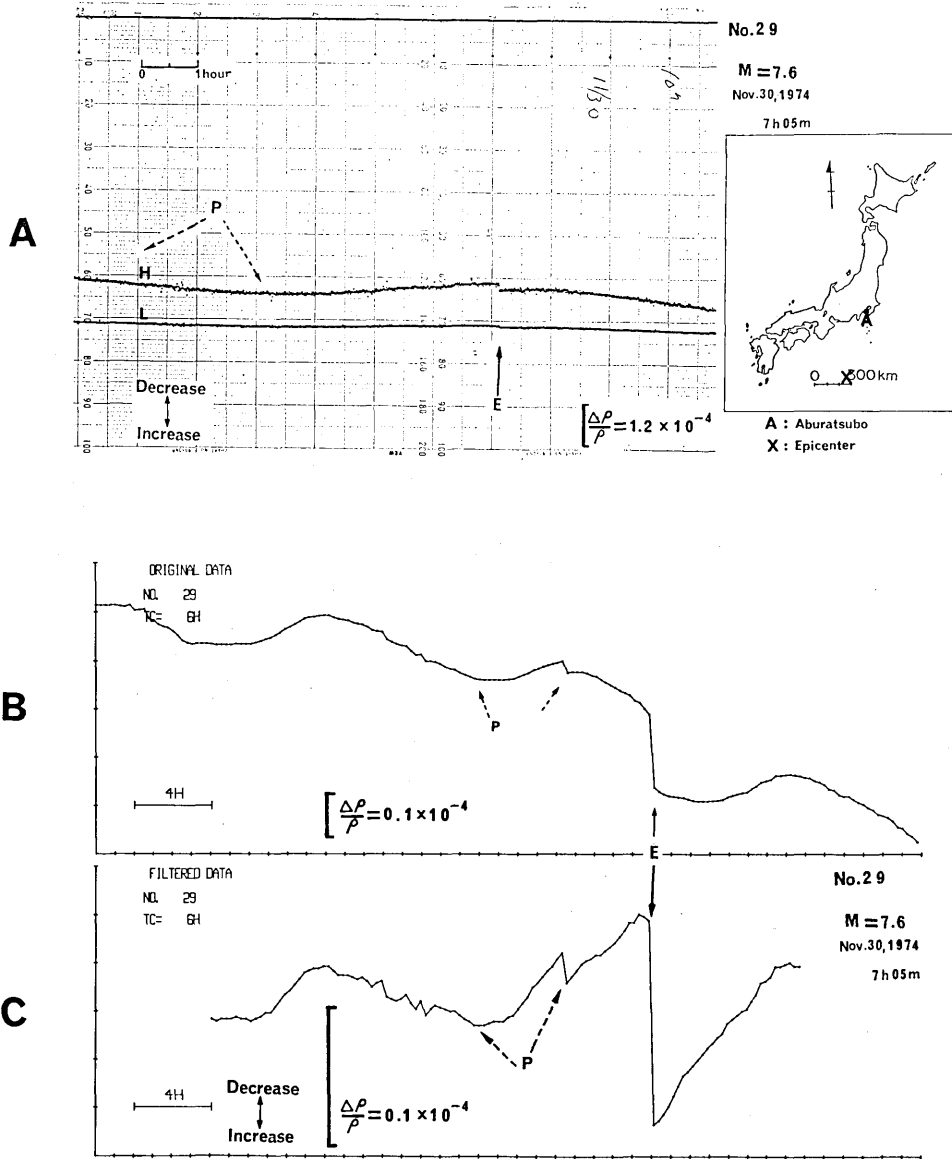 No.29
M=7.6
Nov.30,1974
7h05m
0 1hour
11/30
A
P
H
L
Decrease
Increase
E
Δρ/ρ=1.2×10⁻⁴
A
0 X 300km
A : Aburatsubo
X : Epicenter
B
ORIGINAL DATA
NO. 29
TC= 6H
P
4H
Δρ/ρ=0.1×10⁻⁴
E
C
FILTERED DATA
NO. 29
TC= 6H
No.29
M=7.6
Nov.30,1974
7h05m
P
4H
Decrease
Increase
Δρ/ρ=0.1×10⁻⁴